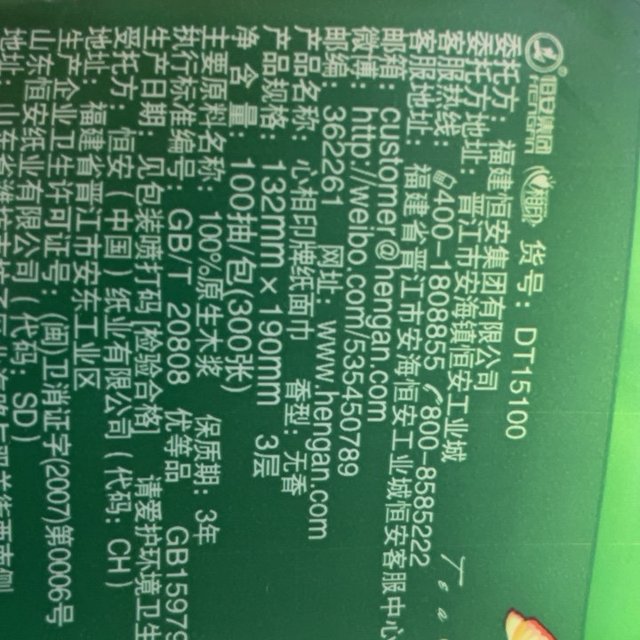 恒安集团 心相印 货号：DT15100
委托方：福建恒安集团有限公司
委托方地址：晋江市安海镇恒安工业城
客服热线：400-1808855 800-8585222
客服地址：福建省晋江市安海恒安工业城恒安客服中心
邮箱：customer@hengan.com
微博：http://weibo.com/535450789
邮编：362261 网址：www.hengan.com
产品名称：心相印牌纸面巾 香型：无香
产品规格：132mm×190mm 3层
净含量：100抽/包(300张)
主要原料名称：100%原生木浆 保质期：3年
执行标准编号：GB/T 20808 优等品 GB15979
生产日期：见包装喷打码(检验合格) 请爱护环境卫生
受托方：恒安（中国）纸业有限公司（代码：CH）
地址：福建省晋江市安东工业区
生产企业卫生许可证号：(闽)卫消证字(2007)第0006号
山东恒安纸业有限公司（代码：SD）
地址：山东省潍坊
Tea